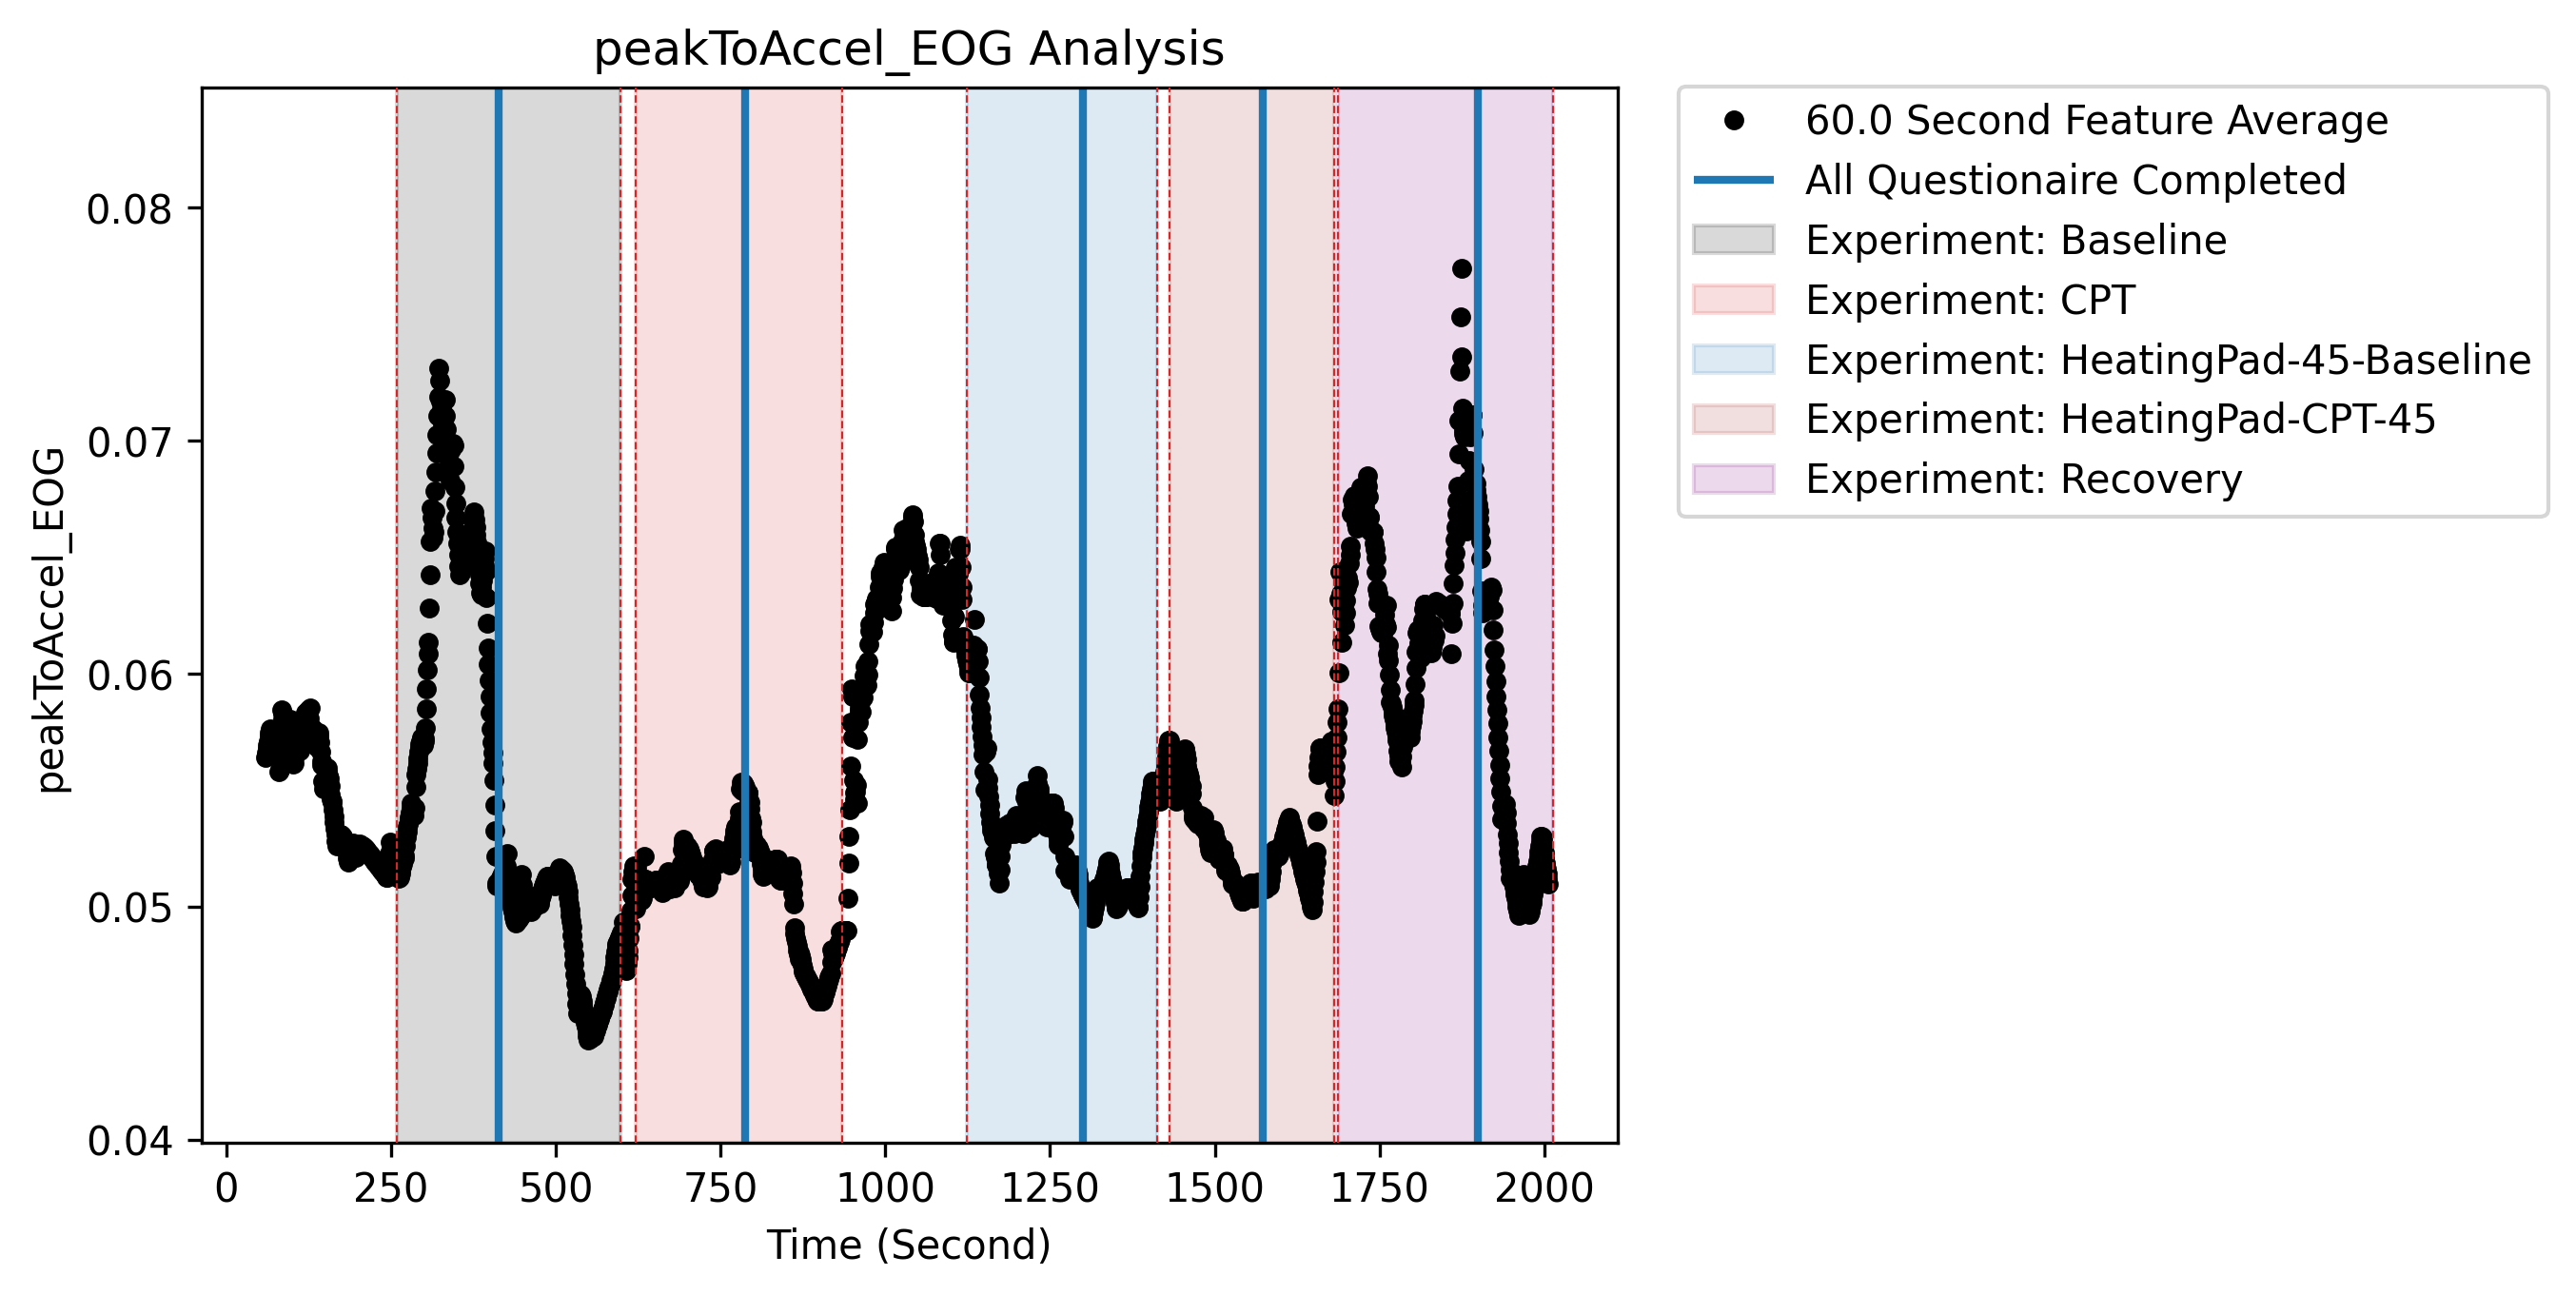 peakToAccel_EOG Analysis
peakToAccel_EOG
0.08
0.07
0.06
0.05
0.04
0 250 500 750 1000 1250 1500 1750 2000
Time (Second)
60.0 Second Feature Average
All Questionaire Completed
Experiment: Baseline
Experiment: CPT
Experiment: HeatingPad-45-Baseline
Experiment: HeatingPad-CPT-45
Experiment: Recovery